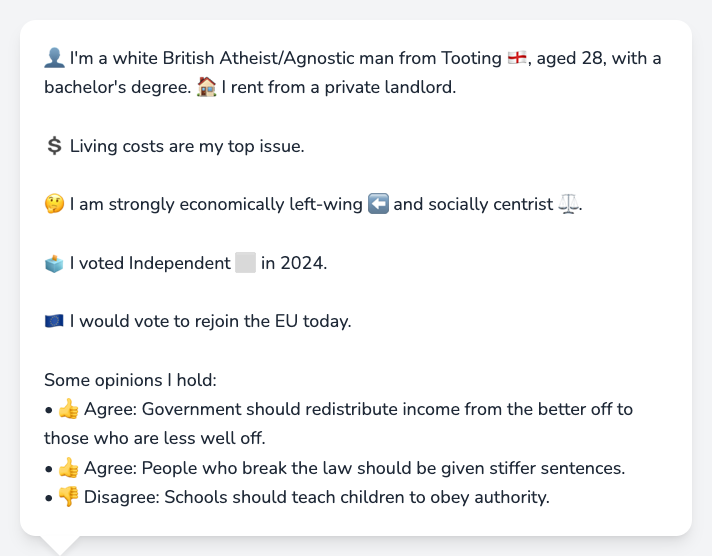 👤 I'm a white British Atheist/Agnostic man from Tooting 🏴󠁧󠁢󠁥󠁮󠁧󠁿, aged 28, with a
bachelor's degree. 🏠 I rent from a private landlord.
💲 Living costs are my top issue.
🤔 I am strongly economically left-wing ⬅️ and socially centrist ⚖️.
🗳️ I voted Independent ⬜ in 2024.
🇪🇺 I would vote to rejoin the EU today.
Some opinions I hold:
• 👍 Agree: Government should redistribute income from the better off to
those who are less well off.
• 👍 Agree: People who break the law should be given stiffer sentences.
• 👎 Disagree: Schools should teach children to obey authority.